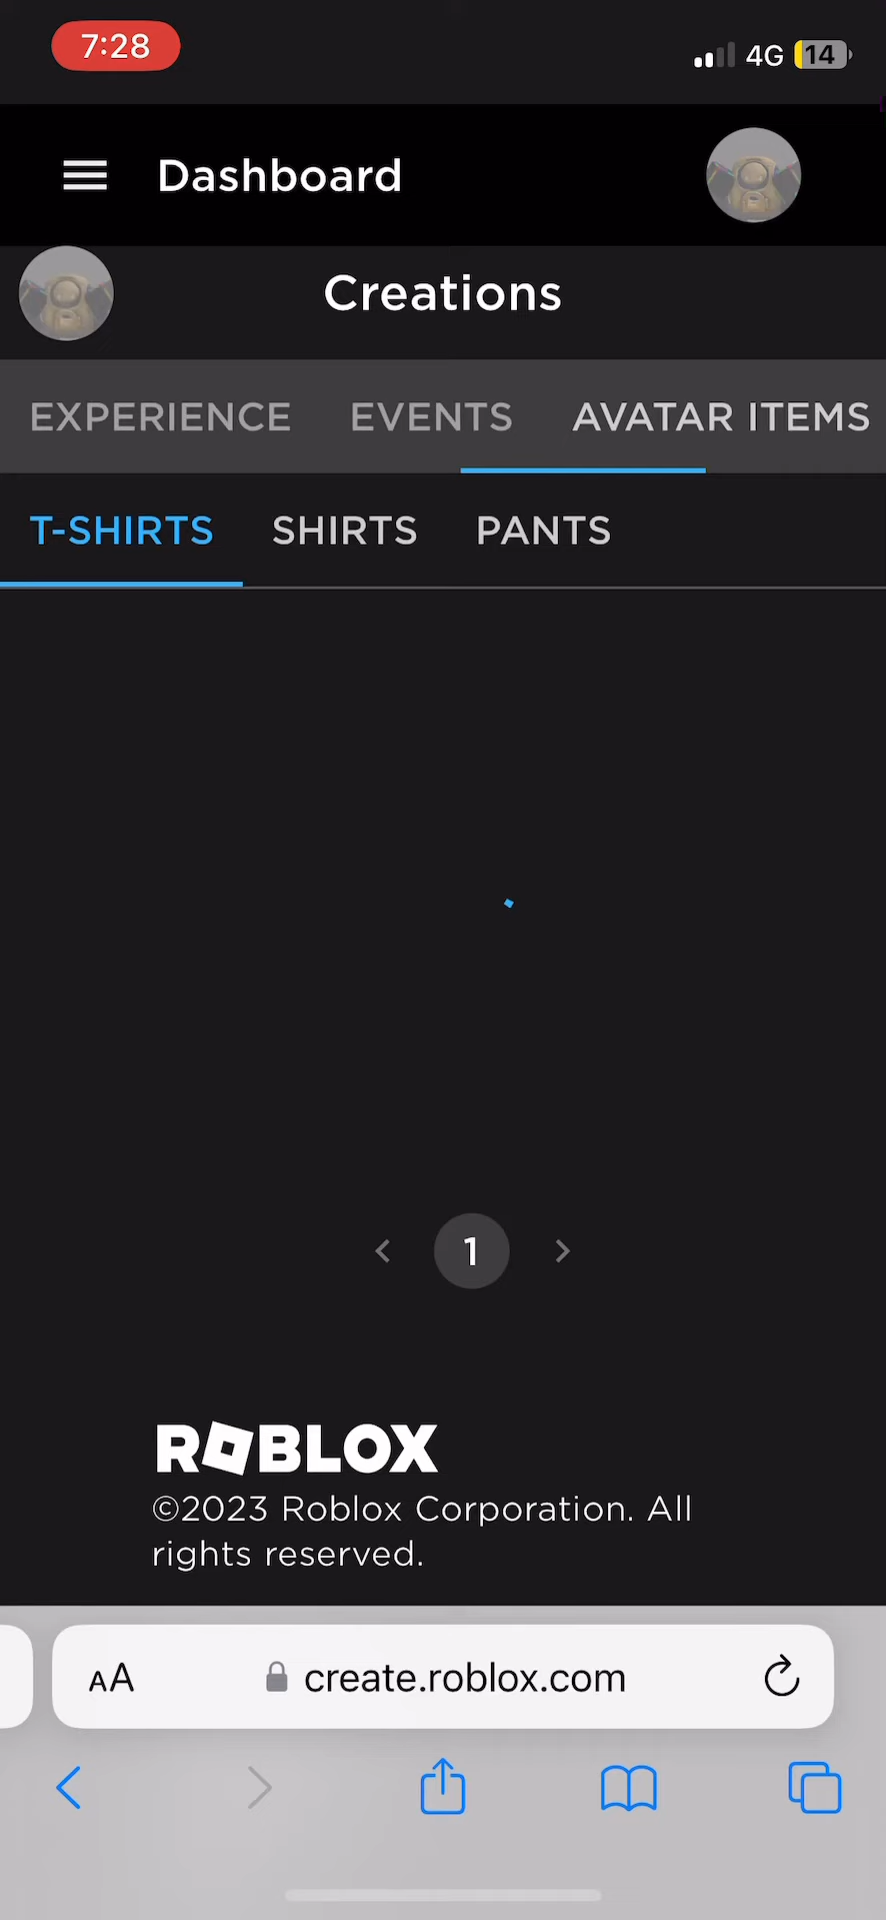 7:28
4G 14
Dashboard
Creations
EXPERIENCE EVENTS AVATAR ITEMS
T-SHIRTS SHIRTS PANTS
1
ROBLOX
©2023 Roblox Corporation. All
rights reserved.
AA create.roblox.com